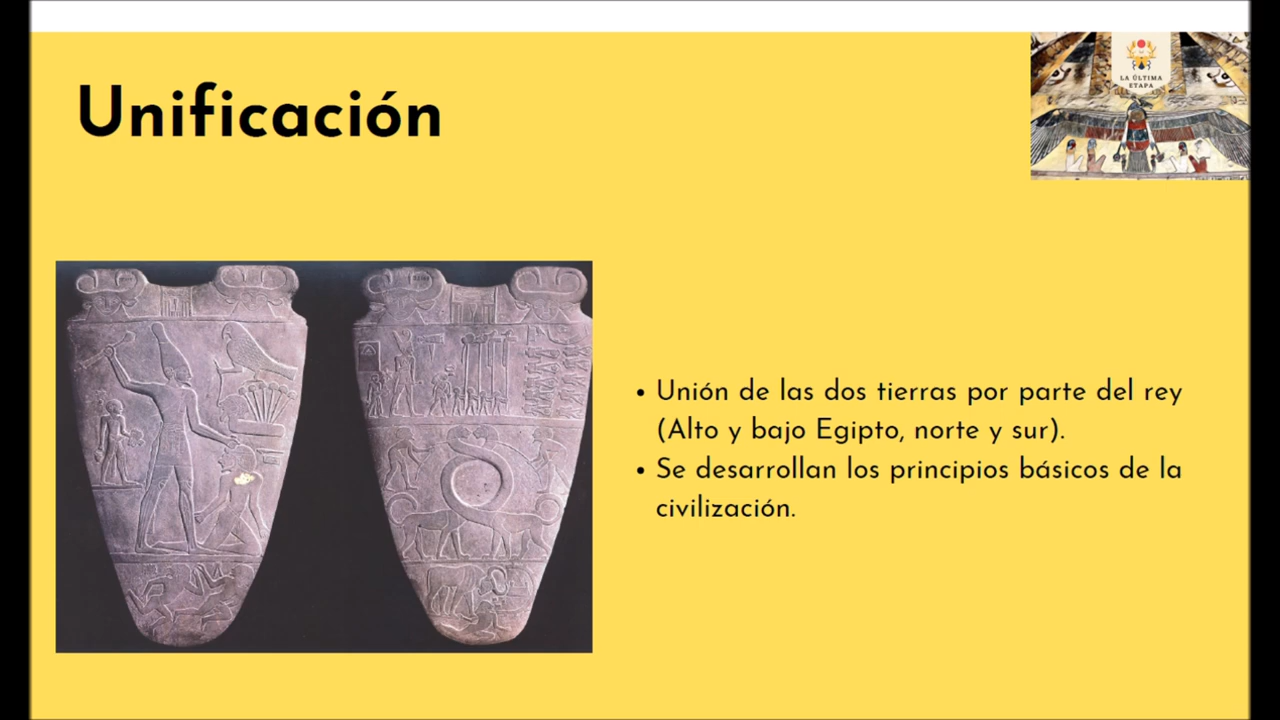 Unificación
LA ÚLTIMA
ETAPA
• Unión de las dos tierras por parte del rey
(Alto y bajo Egipto, norte y sur).
• Se desarrollan los principios básicos de la
civilización.